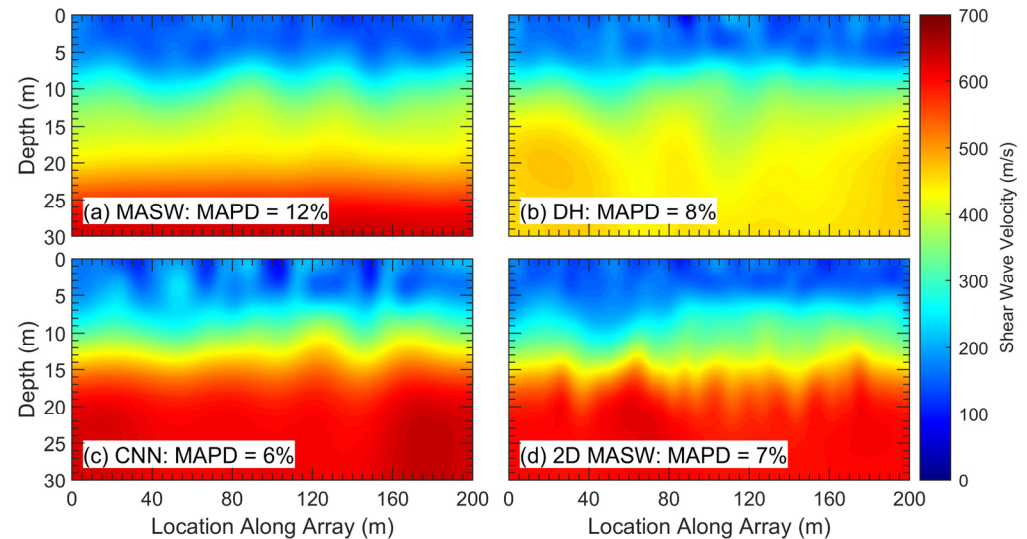 0
5
10
15
20
25
30
Depth (m)
(a) MASW: MAPD = 12%
(b) DH: MAPD = 8%
0
5
10
15
20
25
30
Depth (m)
(c) CNN: MAPD = 6%
(d) 2D MASW: MAPD = 7%
0 40 80 120 160 200
Location Along Array (m)
0 40 80 120 160 200
Location Along Array (m)
700
600
500
400
300
200
100
0
Shear Wave Velocity (m/s)